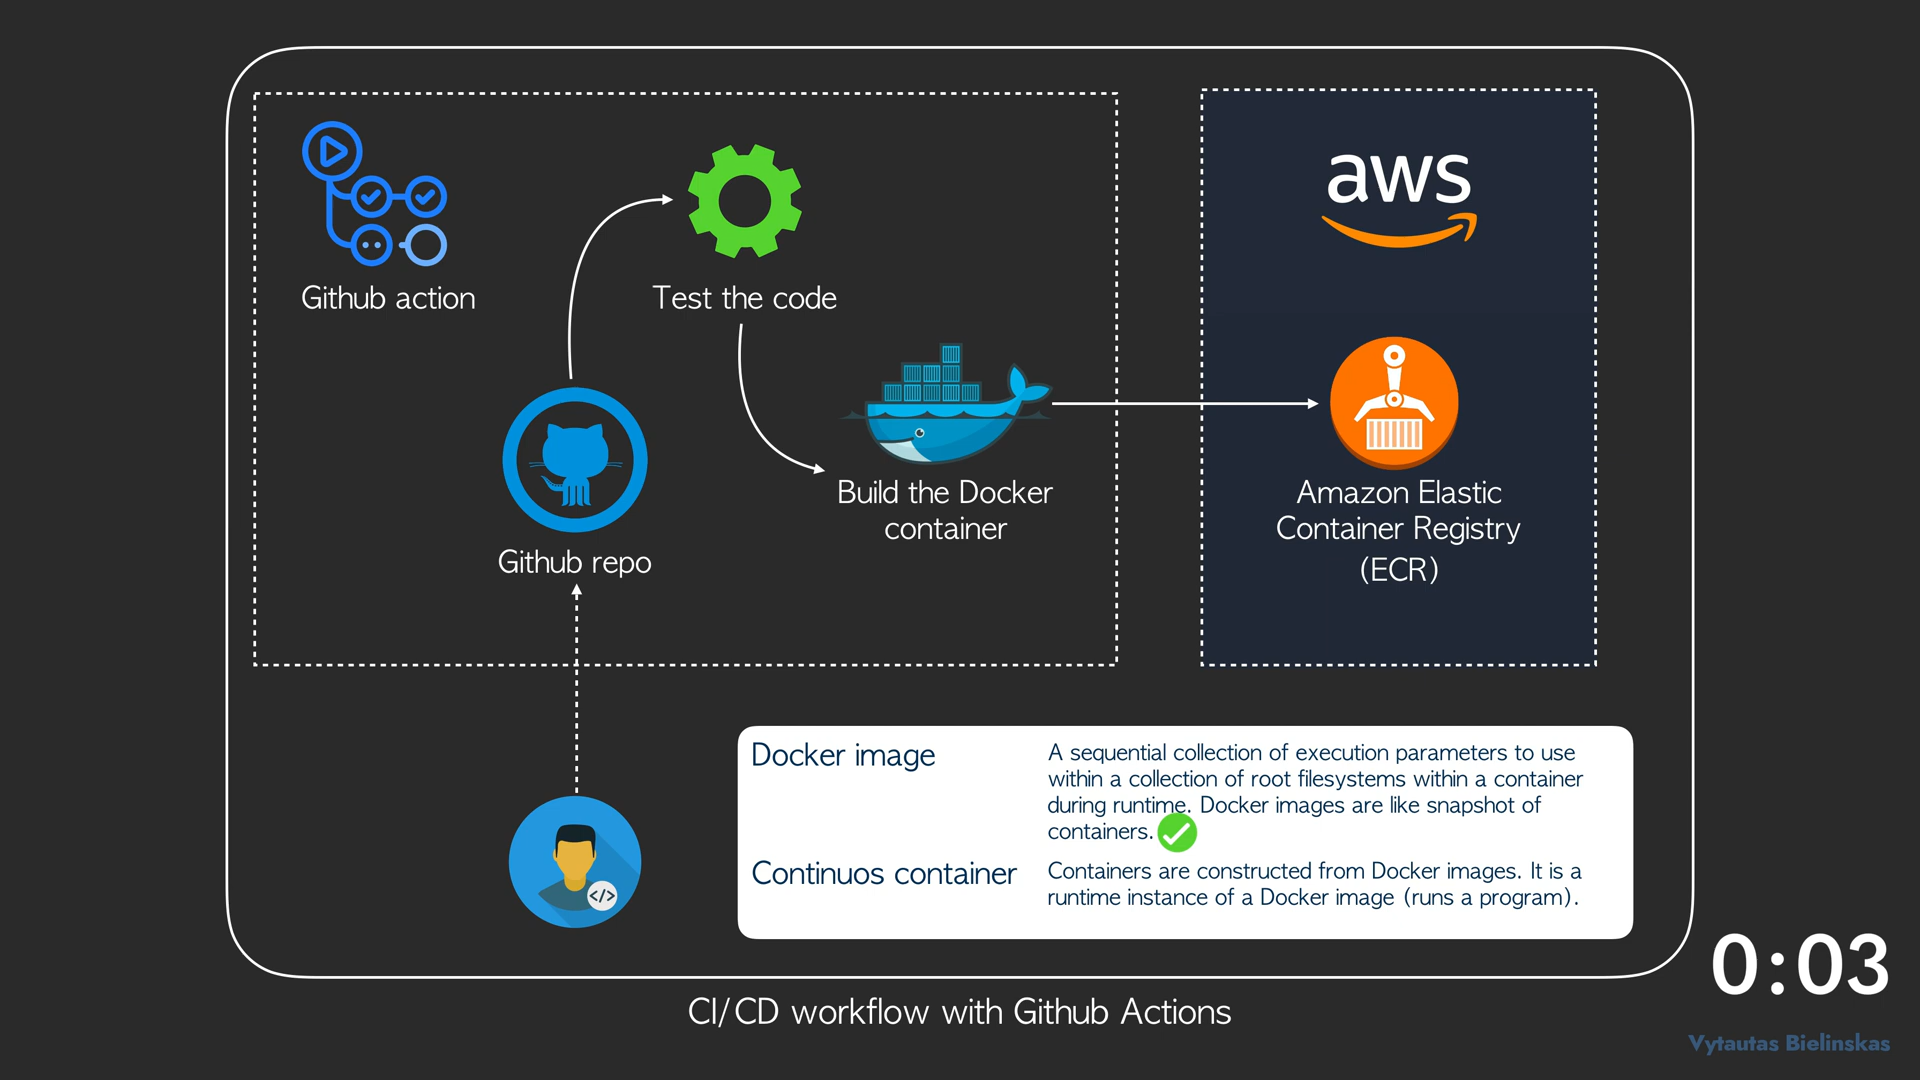 aws
Github action
Test the code
Build the Docker
container
Amazon Elastic
Container Registry
(ECR)
Github repo
</>
Docker image
A sequential collection of execution parameters to use
within a collection of root filesystems within a container
during runtime. Docker images are like snapshot of
containers.
Continuos container
Containers are constructed from Docker images. It is a
runtime instance of a Docker image (runs a program).
0:03
CI/CD workflow with Github Actions
Vytautas Bielinskas